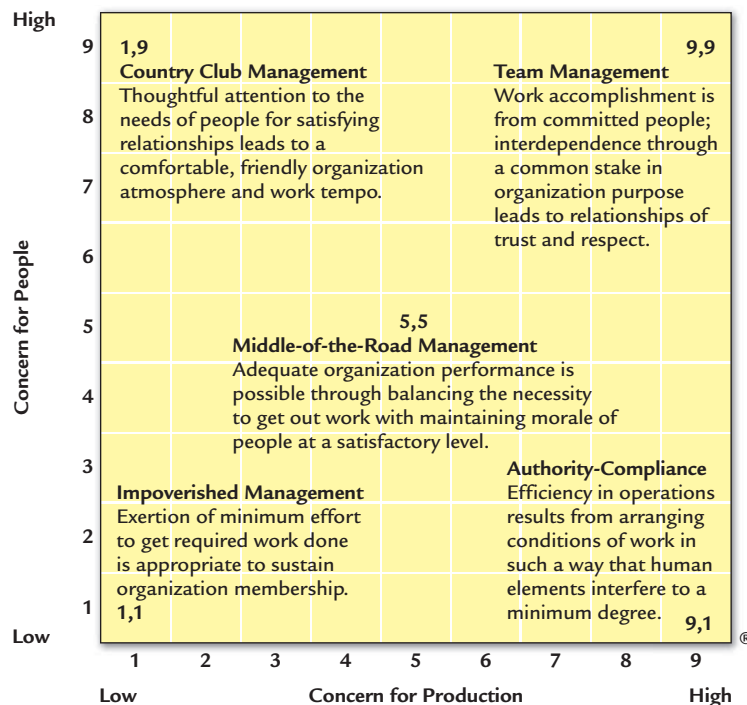 High
9
8
7
6
5
4
3
2
1
Low
Concern for People
1,9
Country Club Management
Thoughtful attention to the
needs of people for satisfying
relationships leads to a
comfortable, friendly organization
atmosphere and work tempo.
9,9
Team Management
Work accomplishment is
from committed people;
interdependence through
a common stake in
organization purpose
leads to relationships of
trust and respect.
5,5
Middle-of-the-Road Management
Adequate organization performance is
possible through balancing the necessity
to get out work with maintaining morale of
people at a satisfactory level.
Impoverished Management
Exertion of minimum effort
to get required work done
is appropriate to sustain
organization membership.
1,1
Authority-Compliance
Efficiency in operations
results from arranging
conditions of work in
such a way that human
elements interfere to a
minimum degree.
9,1
®
1 2 3 4 5 6 7 8 9
Low Concern for Production High